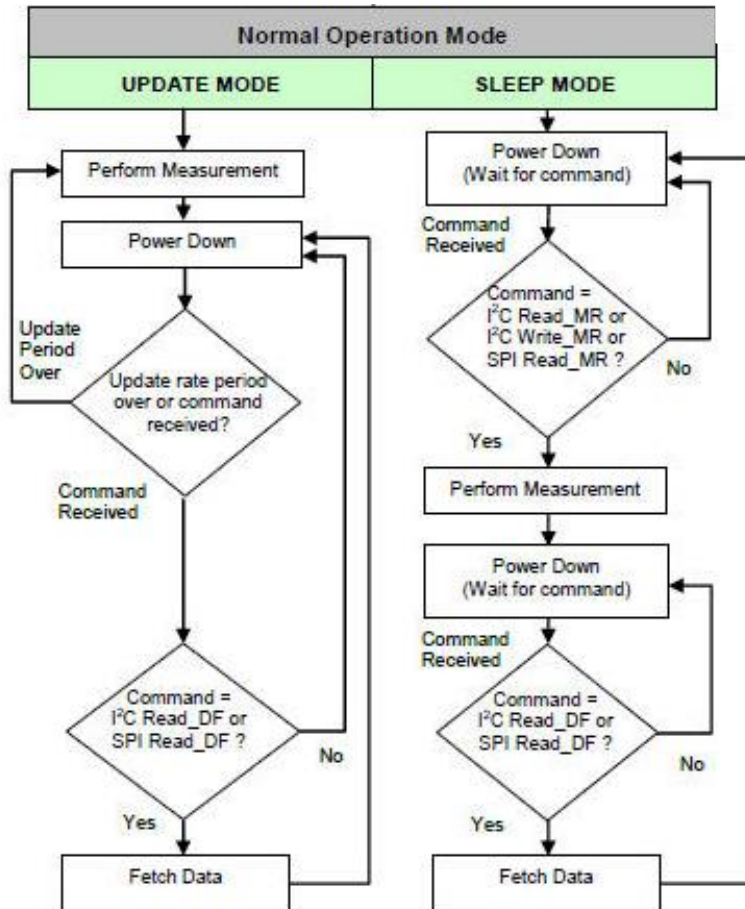 Normal Operation Mode
UPDATE MODE
SLEEP MODE
Perform Measurement
Power Down
Update
Period
Over
Update rate period
over or command
received?
Command
Received
Command =
I²C Read_DF or
SPI Read_DF ?
No
Yes
Fetch Data
Power Down
(Wait for command)
Command
Received
Command =
I²C Read_MR or
I²C Write_MR or
SPI Read_MR ?
No
Yes
Perform Measurement
Power Down
(Wait for command)
Command
Received
Command =
I²C Read_DF or
SPI Read_DF ?
No
Yes
Fetch Data